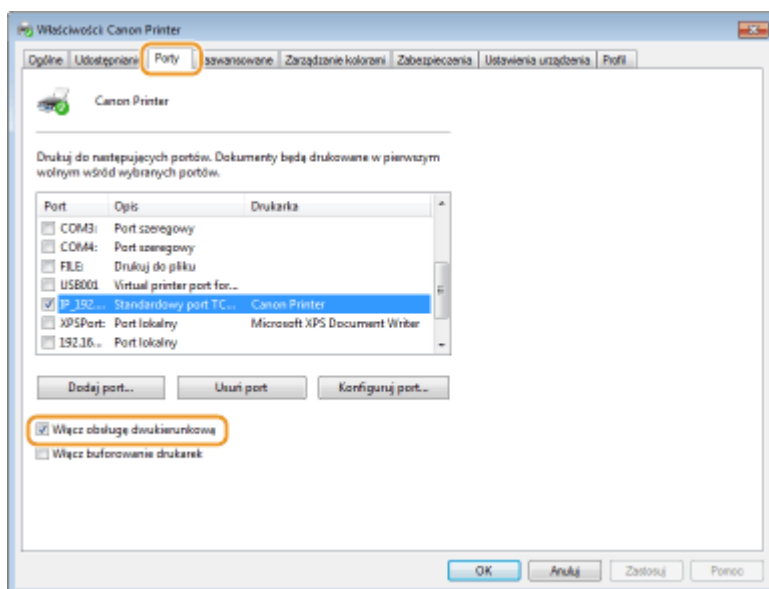 Właściwości: Canon Printer
Ogólne Udostępnianie Porty Zaawansowane Zarządzanie kolorami Zabezpieczenia Ustawienia urządzenia Profil
Canon Printer
Drukuj do następujących portów. Dokumenty będą drukowane w pierwszym
wolnym wśród wybranych portów.
Port Opis Drukarka
COM3: Port szeregowy
COM4: Port szeregowy
FILE: Drukuj do pliku
USB001 Virtual printer port for...
IP_192.... Standardowy port TC... Canon Printer
XPSPort: Port lokalny Microsoft XPS Document Writer
192.16... Port lokalny
Dodaj port... Usuń port Konfiguruj port...
Włącz obsługę dwukierunkową
Włącz buforowanie drukarek
OK Anuluj Zastosuj Pomoc